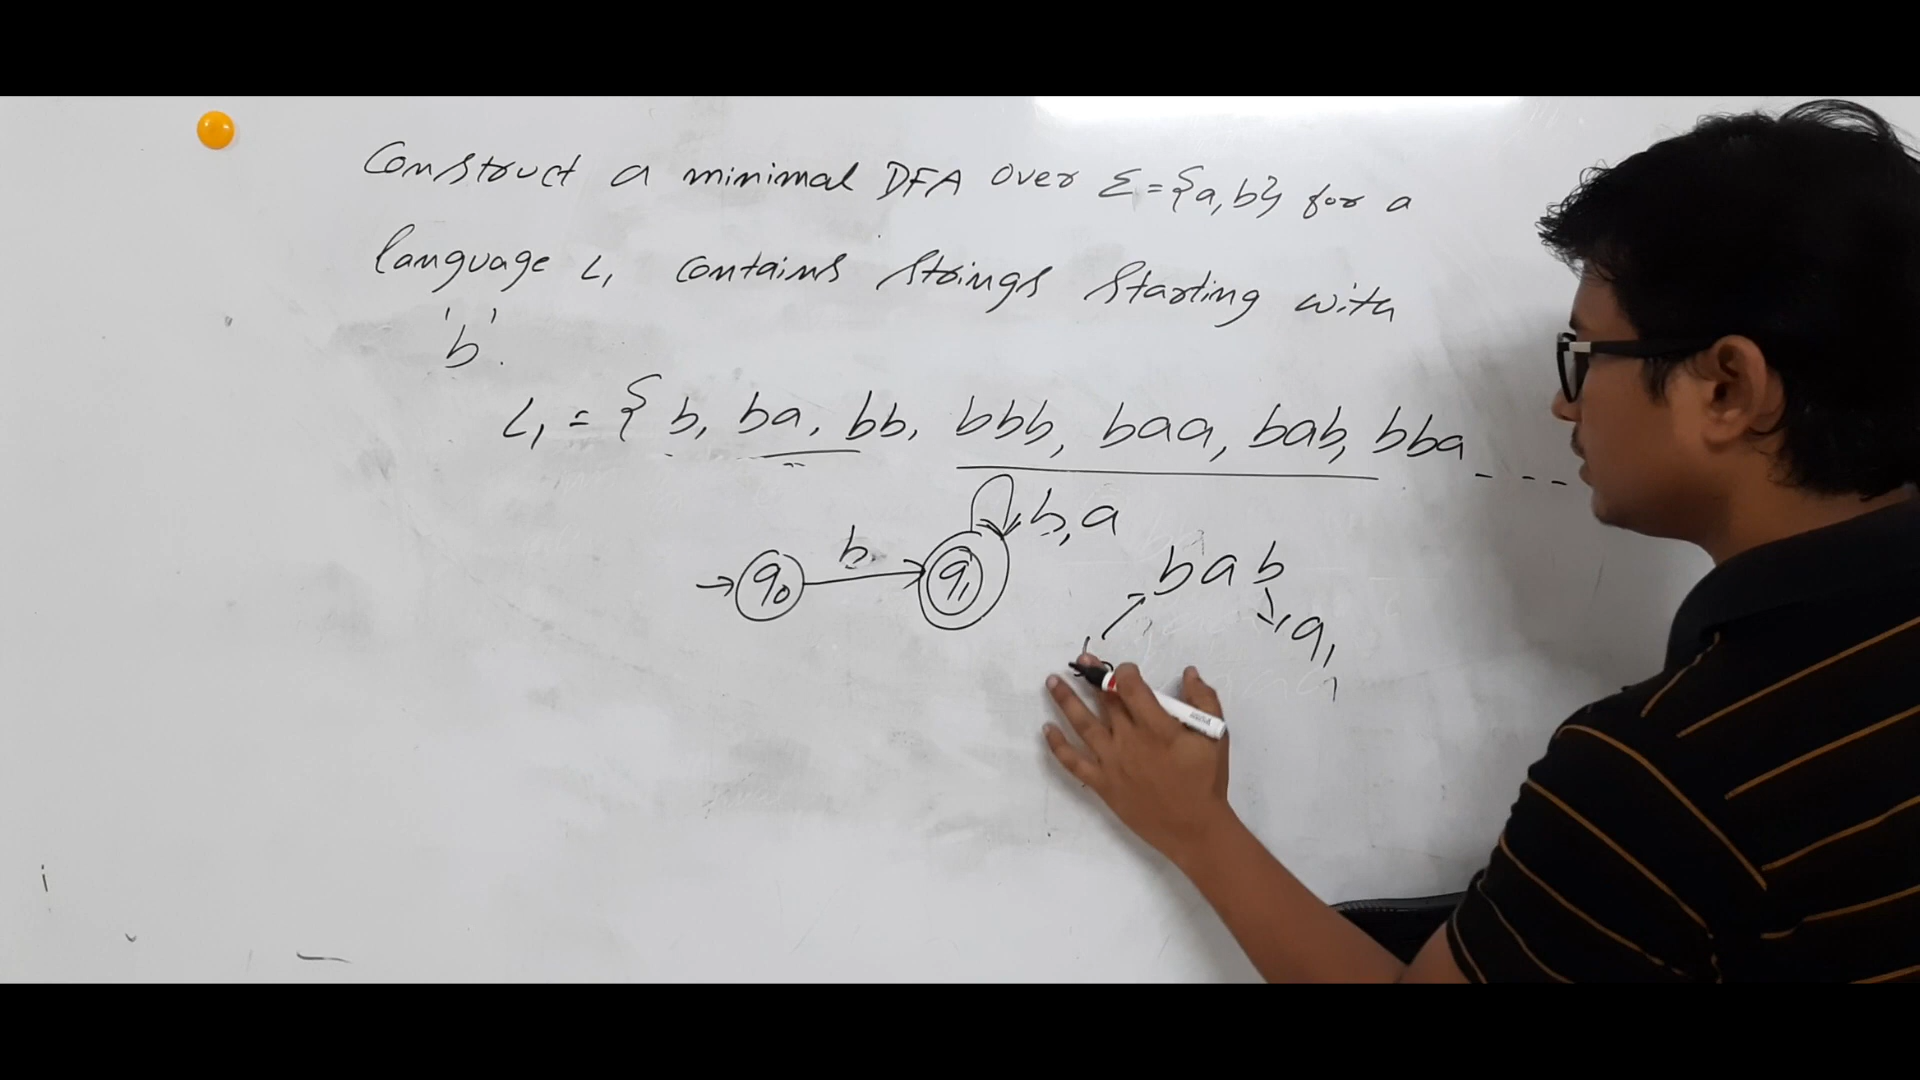 Construct a minimal DFA over Σ={a,b} for a
language L₁ contains strings starting with
'b'.
L₁ = { b, ba, bb, bbb, baa, bab, bba - - - -
b, a
b
→ q₀ q₁
bab
q₁